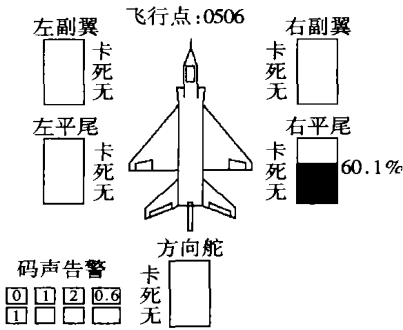 飞行点:0506
左副翼
卡死无
右副翼
卡死无
左平尾
卡死无
右平尾
卡死无
60.1%
方向舵
卡死无
码声告警
0 1 2 0.6
1